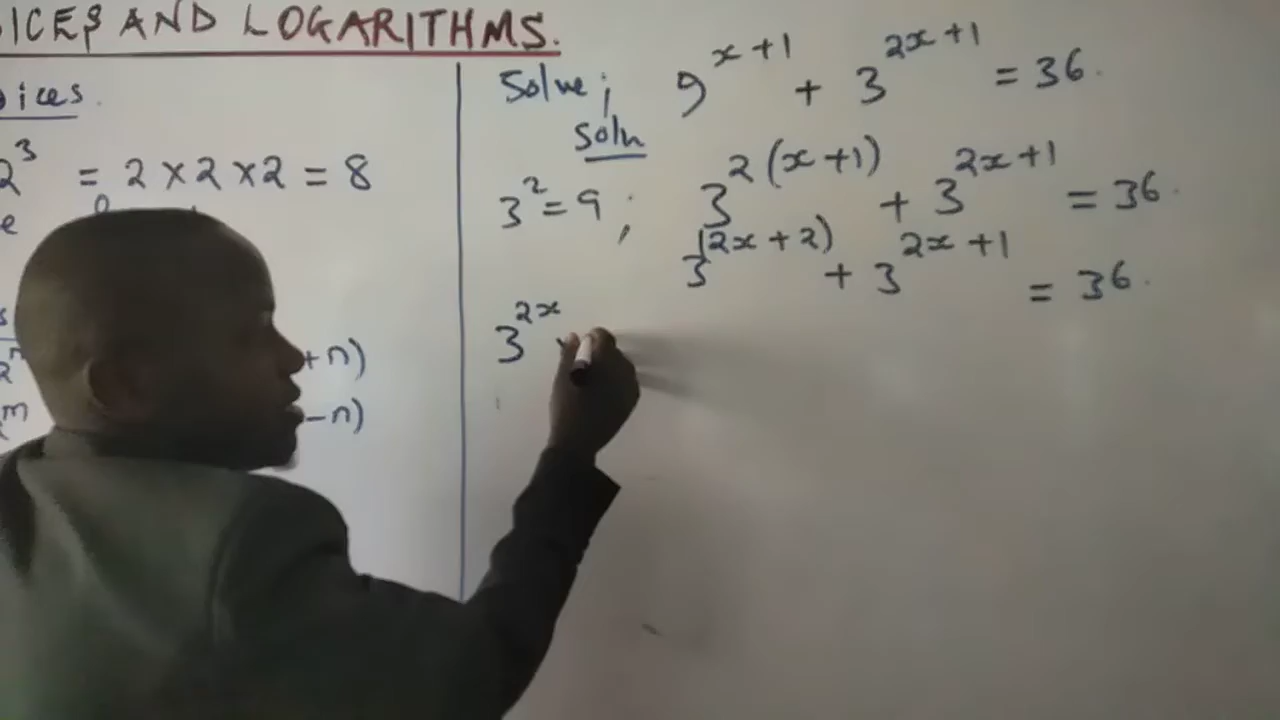 ICES AND LOGARITHMS.
ices.
2³ = 2 × 2 × 2 = 8
e
+ n)
m - n)
Solve; 9^{x+1} + 3^{2x+1} = 36.
Soln
3² = 9; 3^{2(x+1)} + 3^{2x+1} = 36.
3^{(2x+2)} + 3^{2x+1} = 36.
3^{2x}